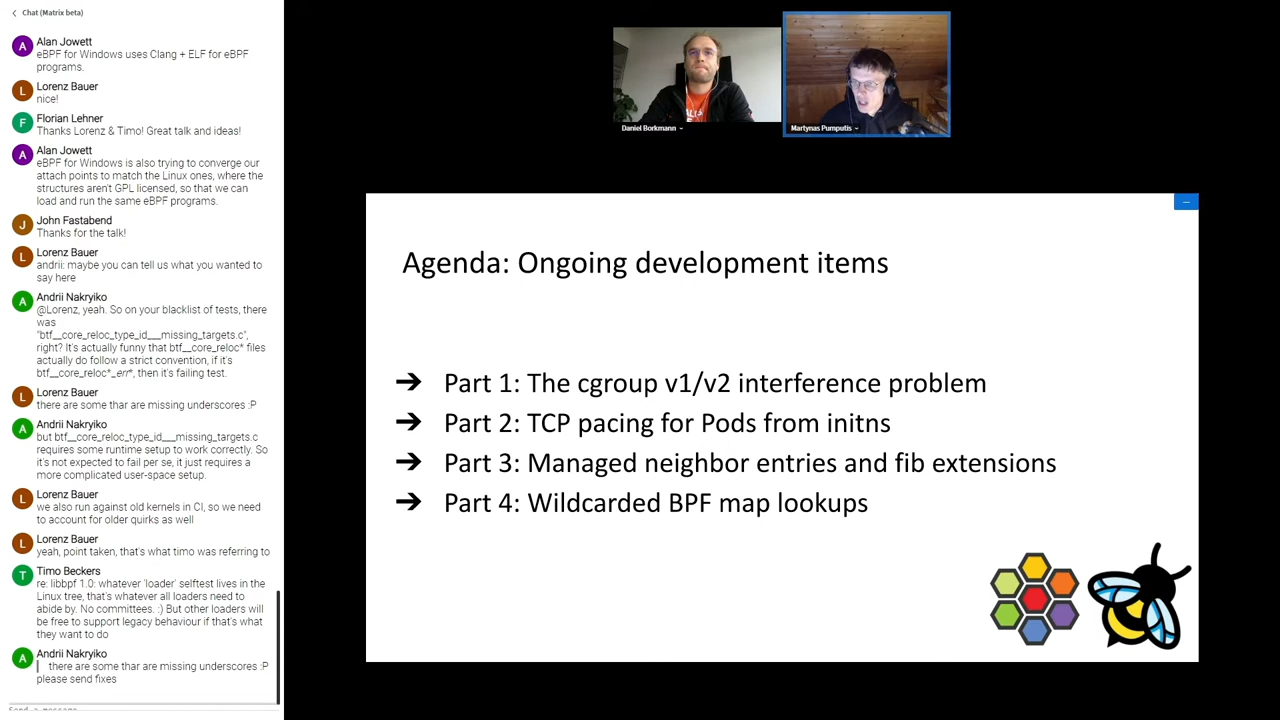 Chat (Matrix beta)
Alan Jowett
eBPF for Windows uses Clang + ELF for eBPF
programs.
Lorenz Bauer
nice!
Florian Lehner
Thanks Lorenz & Timo! Great talk and ideas!
Alan Jowett
eBPF for Windows is also trying to converge our
attach points to match the Linux ones, where the
structures aren't GPL licensed, so that we can
load and run the same eBPF programs.
John Fastabend
Thanks for the talk!
Lorenz Bauer
andrii: maybe you can tell us what you wanted to
say here
Andrii Nakryiko
@Lorenz, yeah. So on your blacklist of tests, there
was
"btf__core_reloc_type_id___missing_targets.c",
right? It's actually funny that btf__core_reloc* files
actually do follow a strict convention, if it's
btf__core_reloc*_err*, then it's failing test.
Lorenz Bauer
there are some thar are missing underscores :P
Andrii Nakryiko
but btf__core_reloc_type_id___missing_targets.c
requires some runtime setup to work correctly. So
it's not expected to fail per se, it just requires a
more complicated user-space setup.
Lorenz Bauer
we also run against old kernels in CI, so we need
to account for older quirks as well
Lorenz Bauer
yeah, point taken, that's what timo was referring to
Timo Beckers
re: libbpf 1.0: whatever 'loader' selftest lives in the
Linux tree, that's whatever all loaders need to
abide by. No committees. :) But other loaders will
be free to support legacy behaviour if that's what
they want to do
Andrii Nakryiko
there are some thar are missing underscores :P
please send fixes
Send a message
A
L
F
A
J
L
A
L
A
L
L
T
A
Daniel Borkmann
Martynas Pumputis
Agenda: Ongoing development items
➔ Part 1: The cgroup v1/v2 interference problem
➔ Part 2: TCP pacing for Pods from initns
➔ Part 3: Managed neighbor entries and fib extensions
➔ Part 4: Wildcarded BPF map lookups